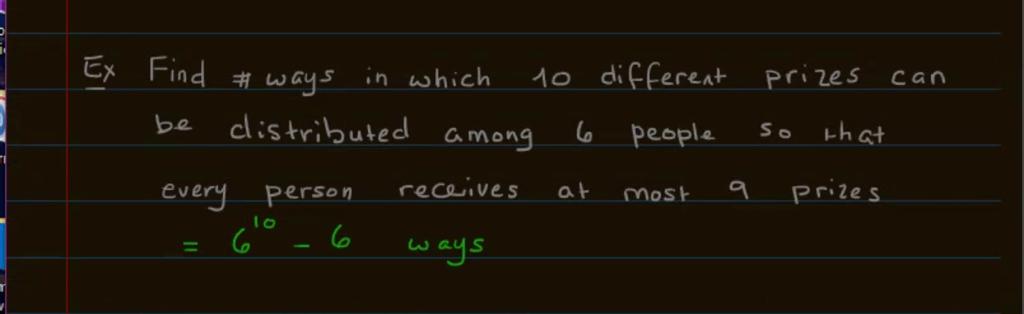 Ex Find # ways in which 10 different prizes can
be distributed among 6 people so that
every person receives at most 9 prizes
= 6^10 - 6 ways